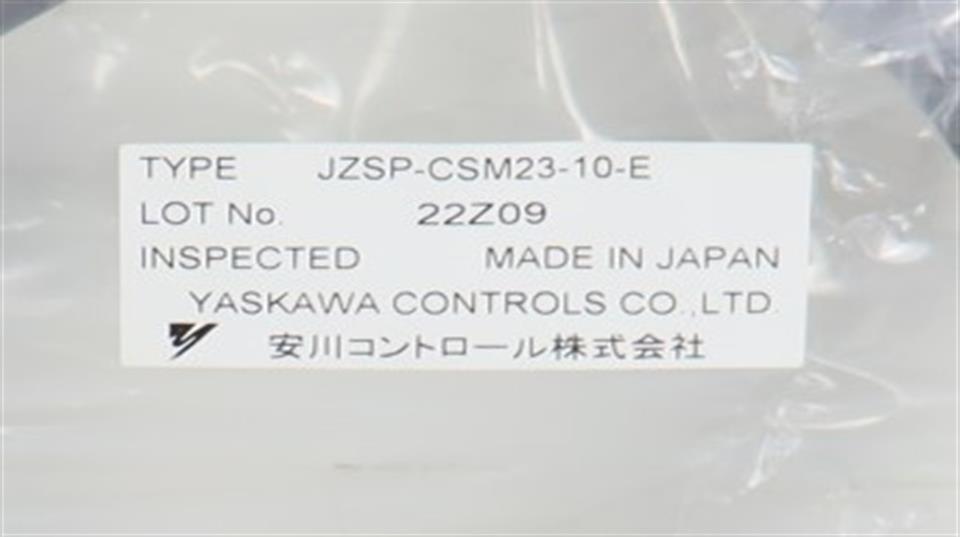 TYPE JZSP-CSM23-10-E
LOT No. 22Z09
INSPECTED MADE IN JAPAN
YASKAWA CONTROLS CO.,LTD.
安川コントロール株式会社